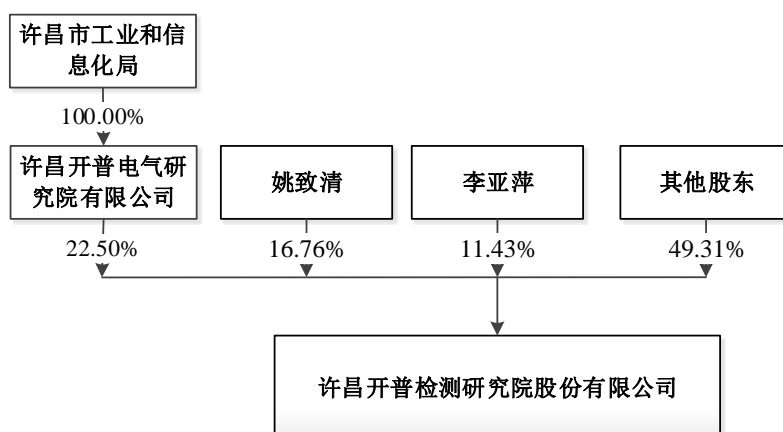 许昌市工业和信
息化局
100.00%
许昌开普电气研
究院有限公司
姚致清
李亚萍
其他股东
22.50%
16.76%
11.43%
49.31%
许昌开普检测研究院股份有限公司